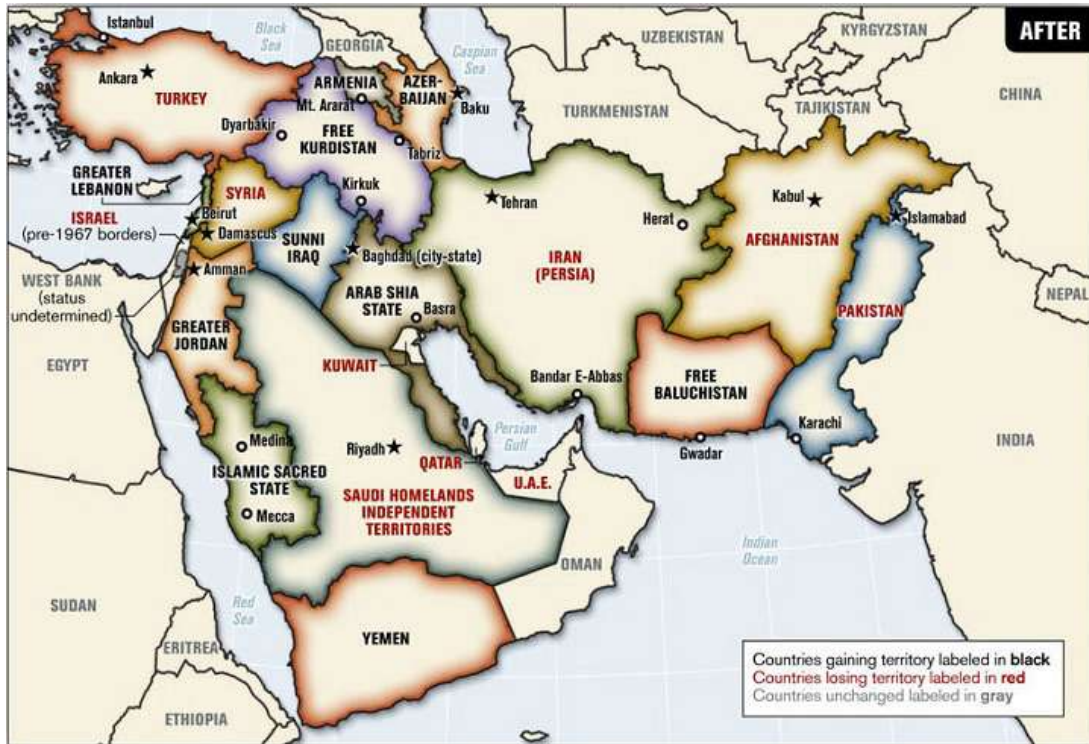 AFTER
Istanbul
Black
Sea
GEORGIA
Caspian
Sea
UZBEKISTAN
KYRGYZSTAN
Ankara
TURKEY
ARMENIA
Mt. Ararat
AZER-
BAIJAN
Baku
TURKMENISTAN
TAJIKISTAN
CHINA
Dyarbakir
FREE
KURDISTAN
Tabriz
GREATER
LEBANON
SYRIA
Kirkuk
Tehran
Herat
Kabul
Islamabad
ISRAEL
(pre-1967 borders)
Beirut
Damascus
SUNNI
IRAQ
Baghdad (city-state)
IRAN
(PERSIA)
AFGHANISTAN
WEST BANK
(status
undetermined)
Amman
ARAB SHIA
STATE
Basra
PAKISTAN
NEPAL
GREATER
JORDAN
EGYPT
KUWAIT
Bandar E-Abbas
FREE
BALUCHISTAN
Karachi
Gwadar
INDIA
Medina
ISLAMIC SACRED
STATE
Mecca
Riyadh
Persian
Gulf
QATAR
U.A.E.
SAUDI HOMELANDS
INDEPENDENT
TERRITORIES
Indian
Ocean
OMAN
SUDAN
Red
Sea
ERITREA
YEMEN
ETHIOPIA
Countries gaining territory labeled in black
Countries losing territory labeled in red
Countries unchanged labeled in gray